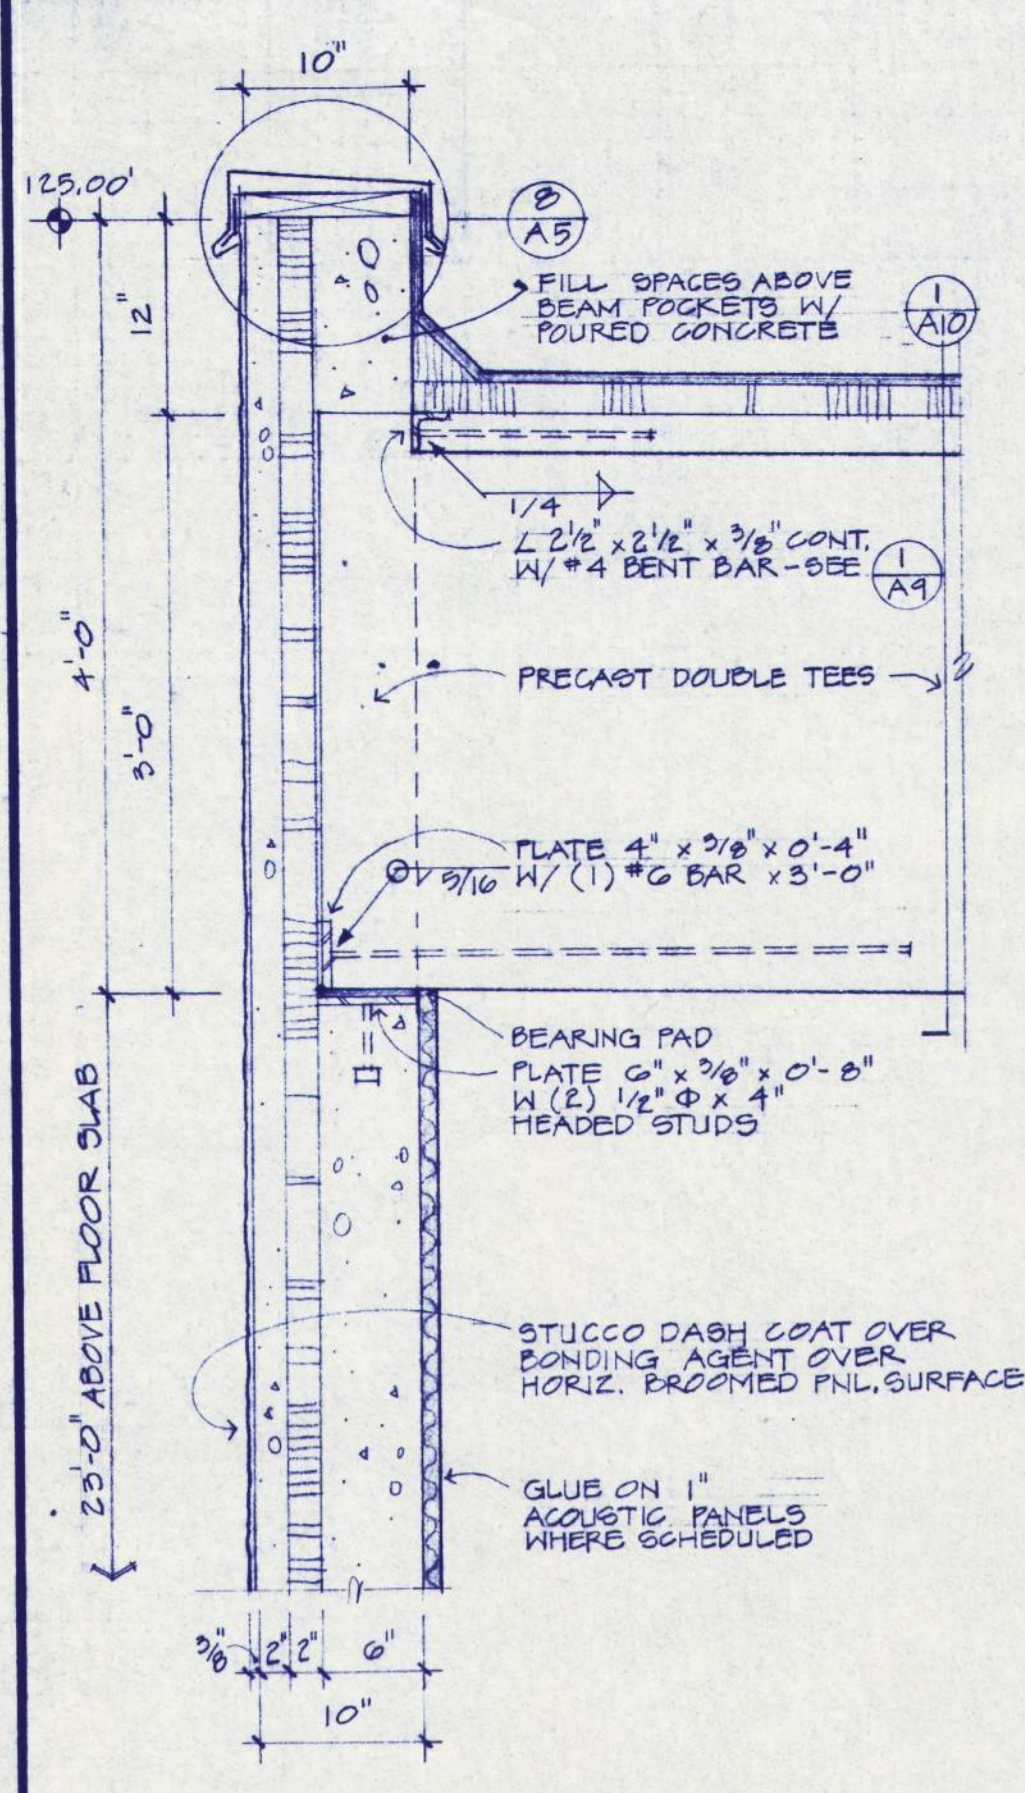 10"
125.00'
8
A5
FILL SPACES ABOVE
BEAM POCKETS W/
POURED CONCRETE
1
A10
12"
1/4
L 2 1/2" x 2 1/2" x 3/8" CONT.
W/ #4 BENT BAR - SEE
1
A9
4'-0"
3'-0"
PRECAST DOUBLE TEES
PLATE 4" x 3/8" x 0'-4"
5/16 W/ (1) #6 BAR x 3'-0"
BEARING PAD
PLATE 6" x 3/8" x 0'-8"
W (2) 1/2" Φ x 4"
HEADED STUDS
23'-0" ABOVE FLOOR SLAB
STUCCO DASH COAT OVER
BONDING AGENT OVER
HORIZ. BROOMED PNL. SURFACE
GLUE ON 1"
ACOUSTIC PANELS
WHERE SCHEDULED
3/8" 2" 2" 6"
10"